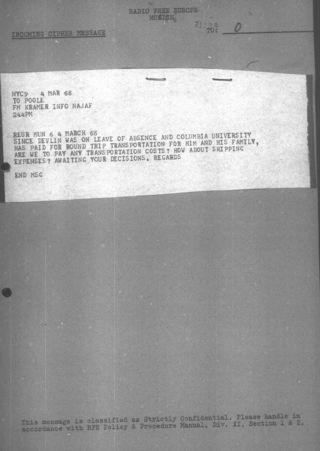 RADIO FREE EUROPE
MUNICH
TO: O
INCOMING CIPHER MESSAGE
NYC9 4 MAR 68
TO POOLE
FM KRAMER INFO NAJAF
244PM
REUR MUN 6 4 MARCH 68
SINCE DEVLIN WAS ON LEAVE OF ABSENCE AND COLUMBIA UNIVERSITY
HAS PAID FOR ROUND TRIP TRANSPORTATION FOR HIM AND HIS FAMILY,
ARE WE TO PAY ANY TRANSPORTATION COSTS? HOW ABOUT SHIPPING
EXPENSES? AWAITING YOUR DECISIONS, REGARDS
END MSG
This message is classified as Strictly Confidential. Please handle in
accordance with RFE Policy & Procedure Manual, Div. II, Section 1 & 2.